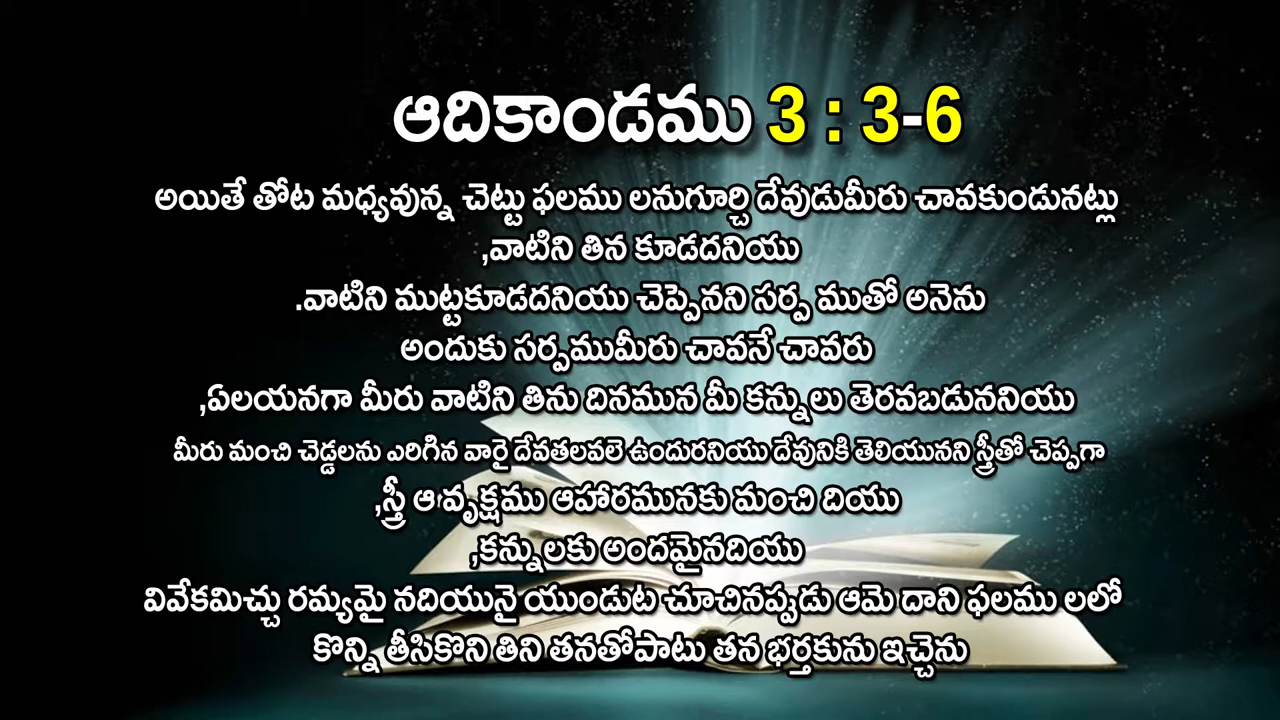 ఆదికాండము 3 : 3-6
అయితే తోట మధ్యవున్న చెట్టు ఫలము లనుగూర్చి దేవుడుమీరు చావకుండునట్లు
,వాటిని తిన కూడదనియు
.వాటిని ముట్టకూడదనియు చెప్పెనని సర్ప ముతో అనెను
అందుకు సర్పముమీరు చావనే చావరు
,ఏలయనగా మీరు వాటిని తిను దినమున మీ కన్నులు తెరవబడుననియు
మీరు మంచి చెడ్డలను ఎరిగిన వారై దేవతలవలె ఉందురనియు దేవునికి తెలియునని స్త్రీతో చెప్పగా
,స్త్రీ ఆ వృక్షము ఆహారమునకు మంచి దియు
,కన్నులకు అందమైనదియు
వివేకమిచ్చు రమ్యమై నదియునై యుండుట చూచినప్పుడు ఆమె దాని ఫలము లలో
కొన్ని తీసికొని తిని తనతోపాటు తన భర్తకును ఇచ్చెను